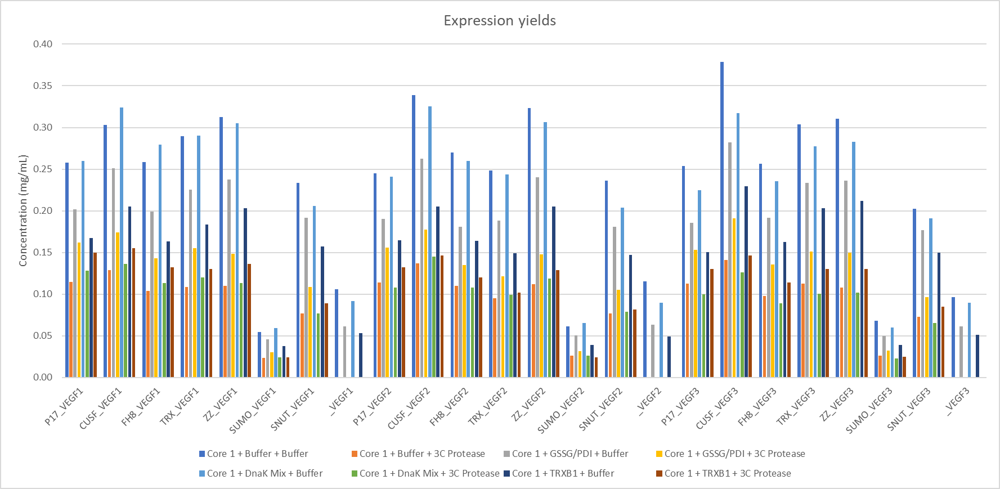 Expression yields
0.40
0.35
0.30
0.25
0.20
0.15
0.10
0.05
0.00
Concentration (mg/mL)
P17_VEGF1
CUSF_VEGF1
FH8_VEGF1
TRX_VEGF1
ZZ_VEGF1
SUMO_VEGF1
SNUT_VEGF1
_VEGF1
P17_VEGF2
CUSF_VEGF2
FH8_VEGF2
TRX_VEGF2
ZZ_VEGF2
SUMO_VEGF2
SNUT_VEGF2
_VEGF2
P17_VEGF3
CUSF_VEGF3
FH8_VEGF3
TRX_VEGF3
ZZ_VEGF3
SUMO_VEGF3
SNUT_VEGF3
_VEGF3
Core 1 + Buffer + Buffer
Core 1 + Buffer + 3C Protease
Core 1 + GSSG/PDI + Buffer
Core 1 + GSSG/PDI + 3C Protease
Core 1 + DnaK Mix + Buffer
Core 1 + DnaK Mix + 3C Protease
Core 1 + TRXB1 + Buffer
Core 1 + TRXB1 + 3C Protease